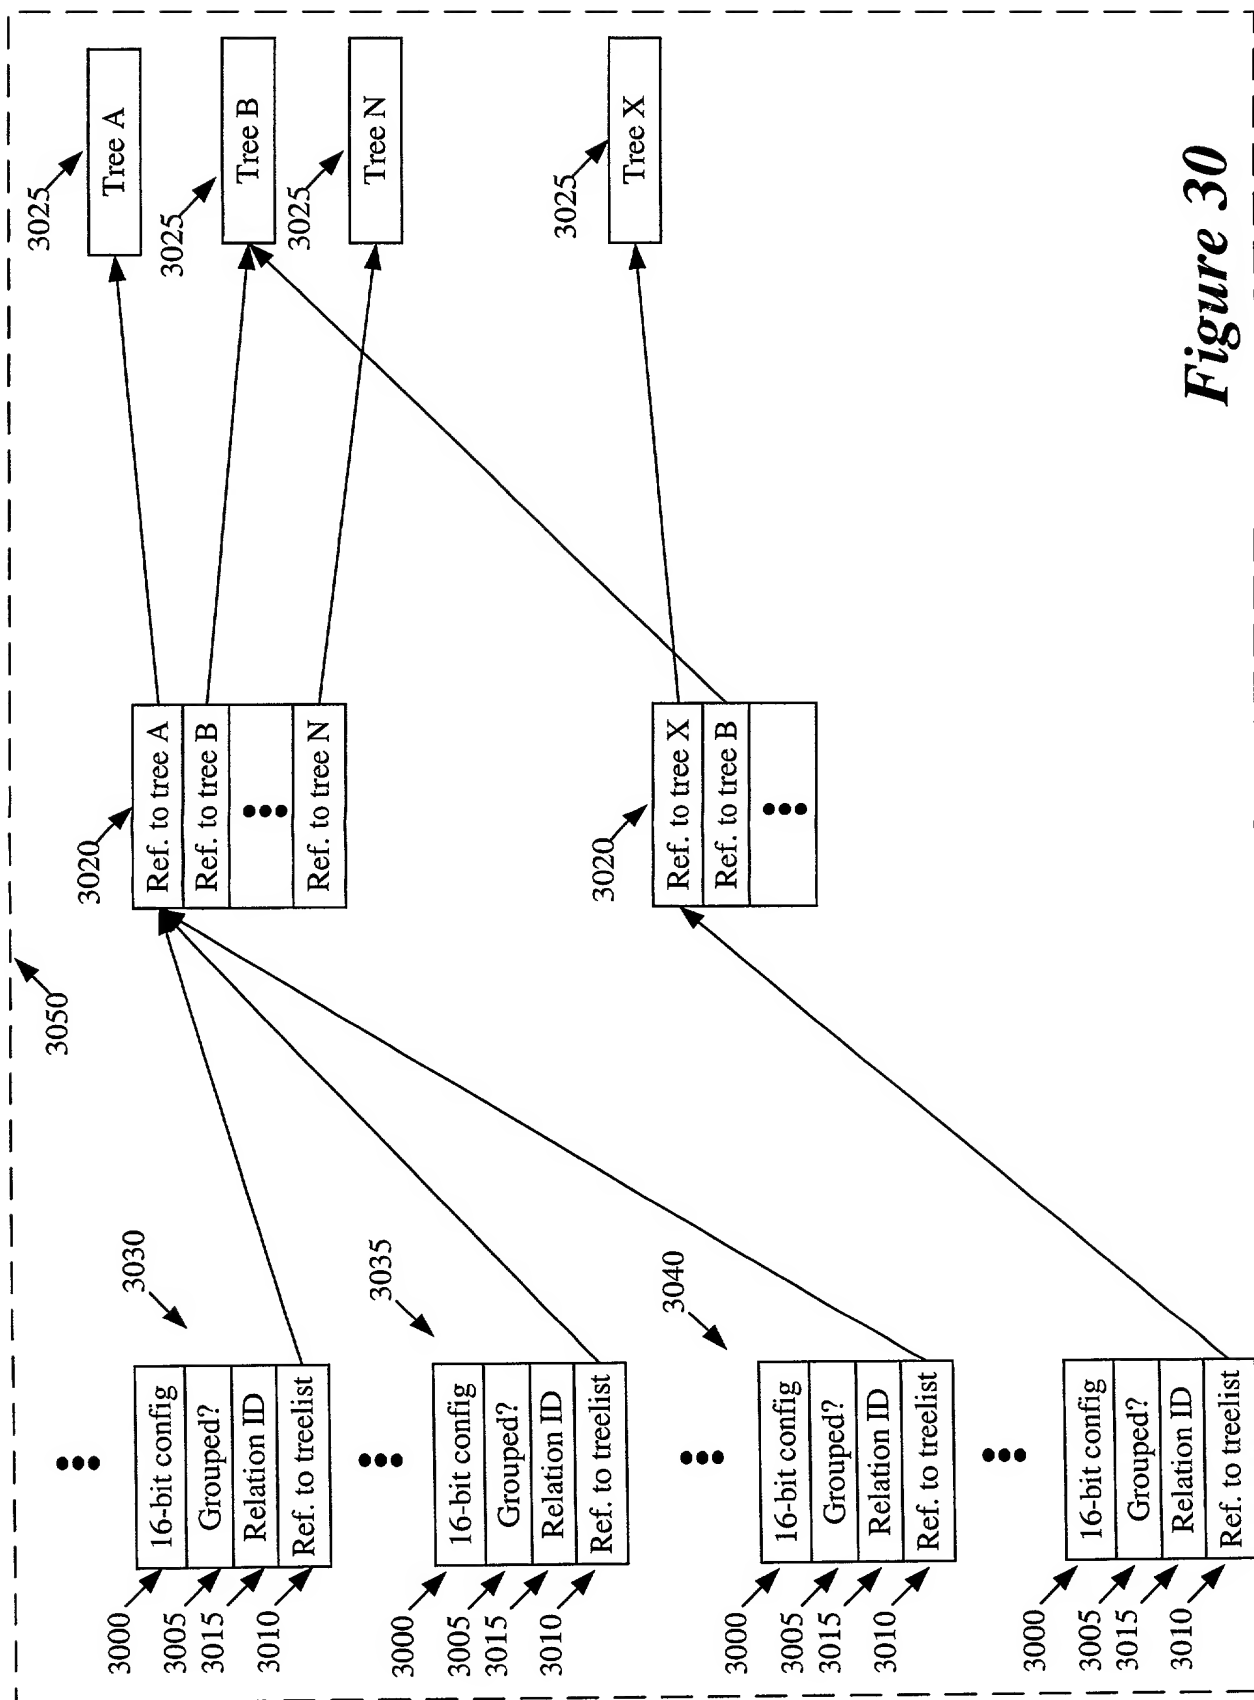 3050
3000
3005
3015
3010
16-bit config
Grouped?
Relation ID
Ref. to treelist
3030
3020
Ref. to tree A
Ref. to tree B
Ref. to tree N
3025
Tree A
3025
Tree B
3025
Tree N
3000
3005
3015
3010
16-bit config
Grouped?
Relation ID
Ref. to treelist
3035
3000
3005
3015
3010
16-bit config
Grouped?
Relation ID
Ref. to treelist
3040
3020
Ref. to tree X
Ref. to tree B
3025
Tree X
3000
3005
3015
3010
16-bit config
Grouped?
Relation ID
Ref. to treelist
Figure 30